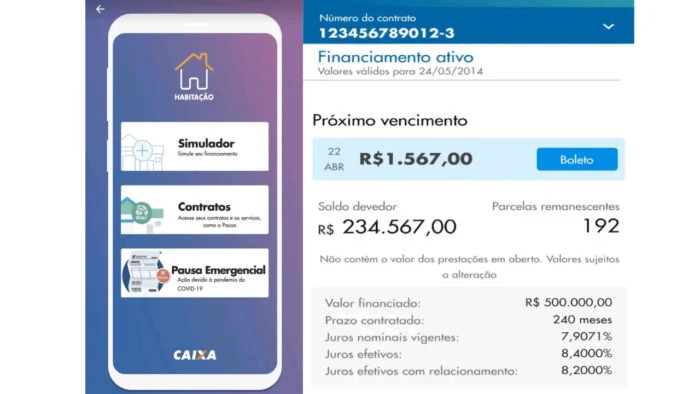 HABITAÇÃO
Simulador
Simule seu financiamento
Contratos
Acesse seus contratos e os serviços,
como a Pausa
Pausa Emergencial
Ação devido à pandemia do
COVID-19
CAIXA
Número do contrato
123456789012-3
Financiamento ativo
Valores válidos para 24/05/2014
Próximo vencimento
22
ABR
R$1.567,00
Boleto
Saldo devedor
R$ 234.567,00
Parcelas remanescentes
192
Não contém o valor das prestações em aberto. Valores sujeitos
a alteração
Valor financiado: R$ 500.000,00
Prazo contratado: 240 meses
Juros nominais vigentes: 7,9071%
Juros efetivos: 8,4000%
Juros efetivos com relacionamento: 8,2000%